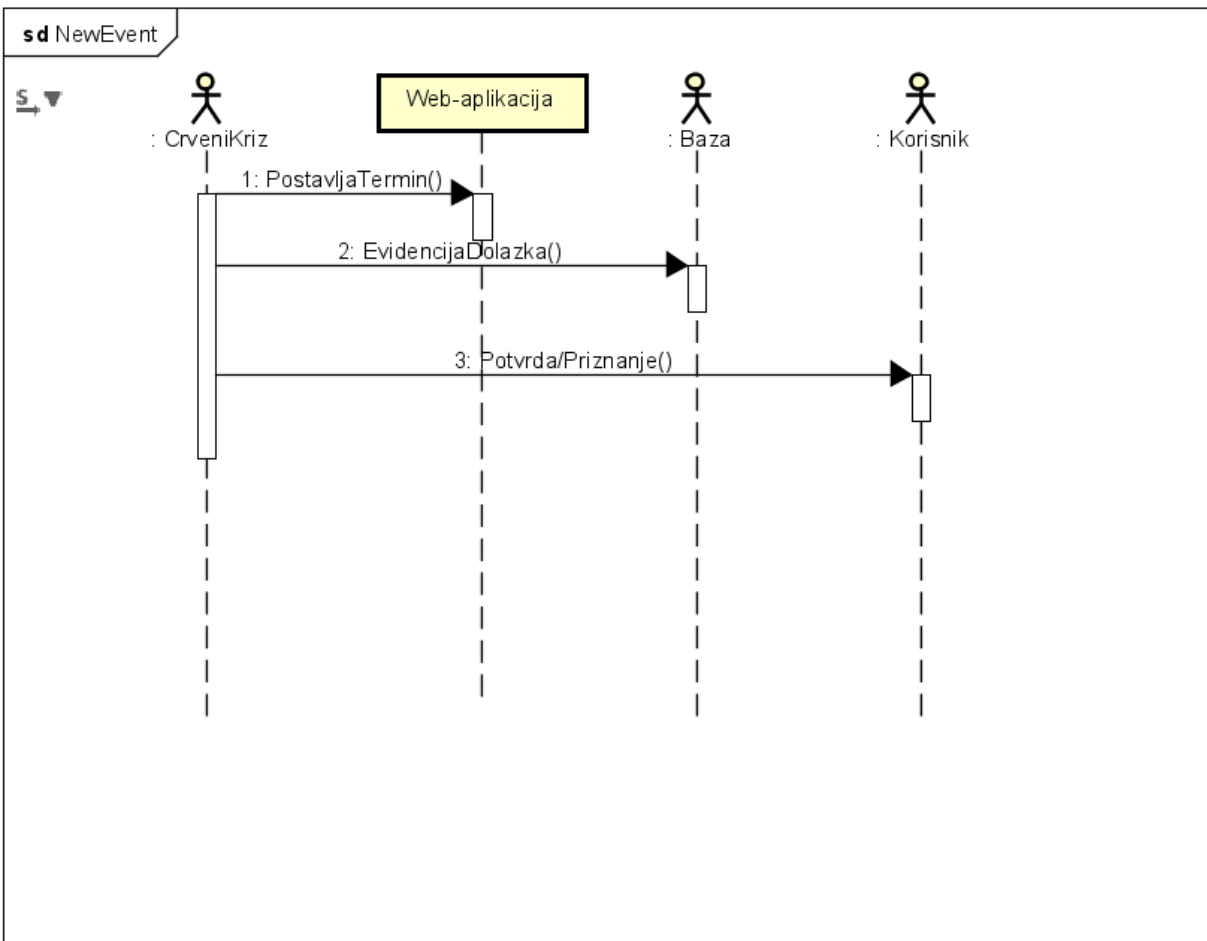 sd NewEvent
S
: CrveniKriz
Web-aplikacija
: Baza
: Korisnik
1: PostavljaTermin()
2: EvidencijaDolazka()
3: Potvrda/Priznanje()